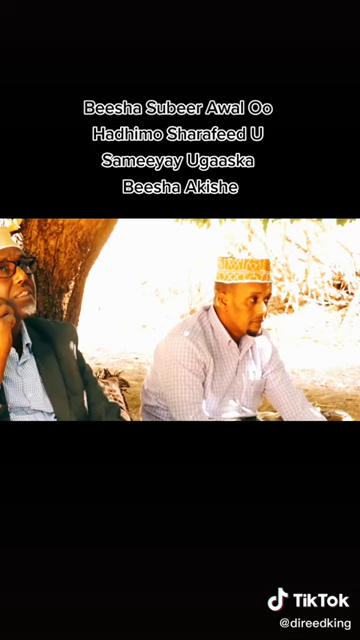 Beesha Subeer Awal Oo
Hadhimo Sharafeed U
Sameeyay Ugaaska
Beesha Akishe
TikTok
@direedking